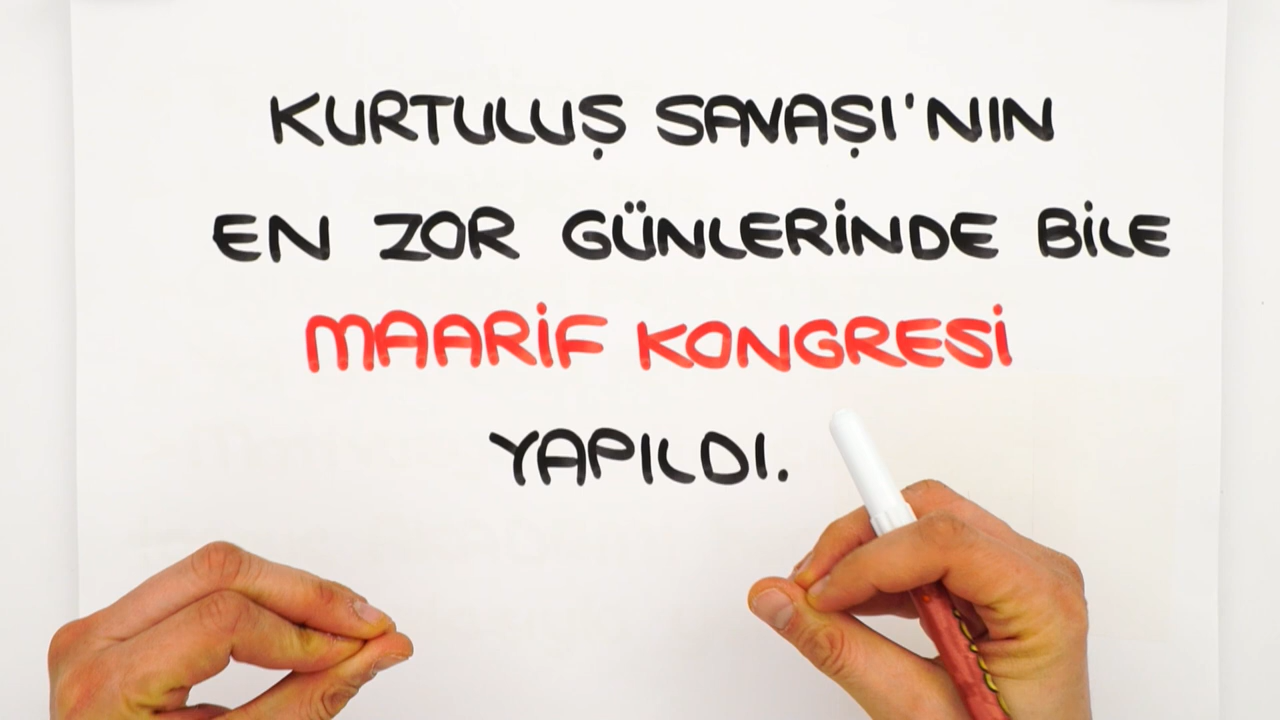 KURTULUŞ SAVAŞI'NIN
EN ZOR GÜNLERİNDE BİLE
MAARİF KONGRESİ
YAPILDI.